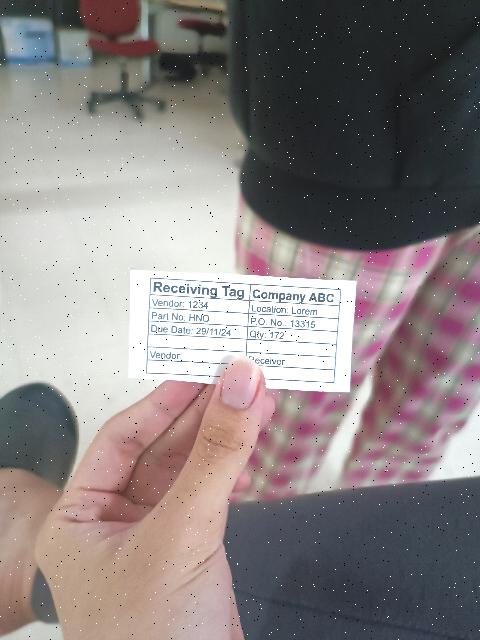 Receiving Tag Company ABC
Vendor: 1234 Location: Lorem
Part No: HNO P.O. No.: 13315
Due Date: 29/11/24 Qty: 172
Vendor Receivor